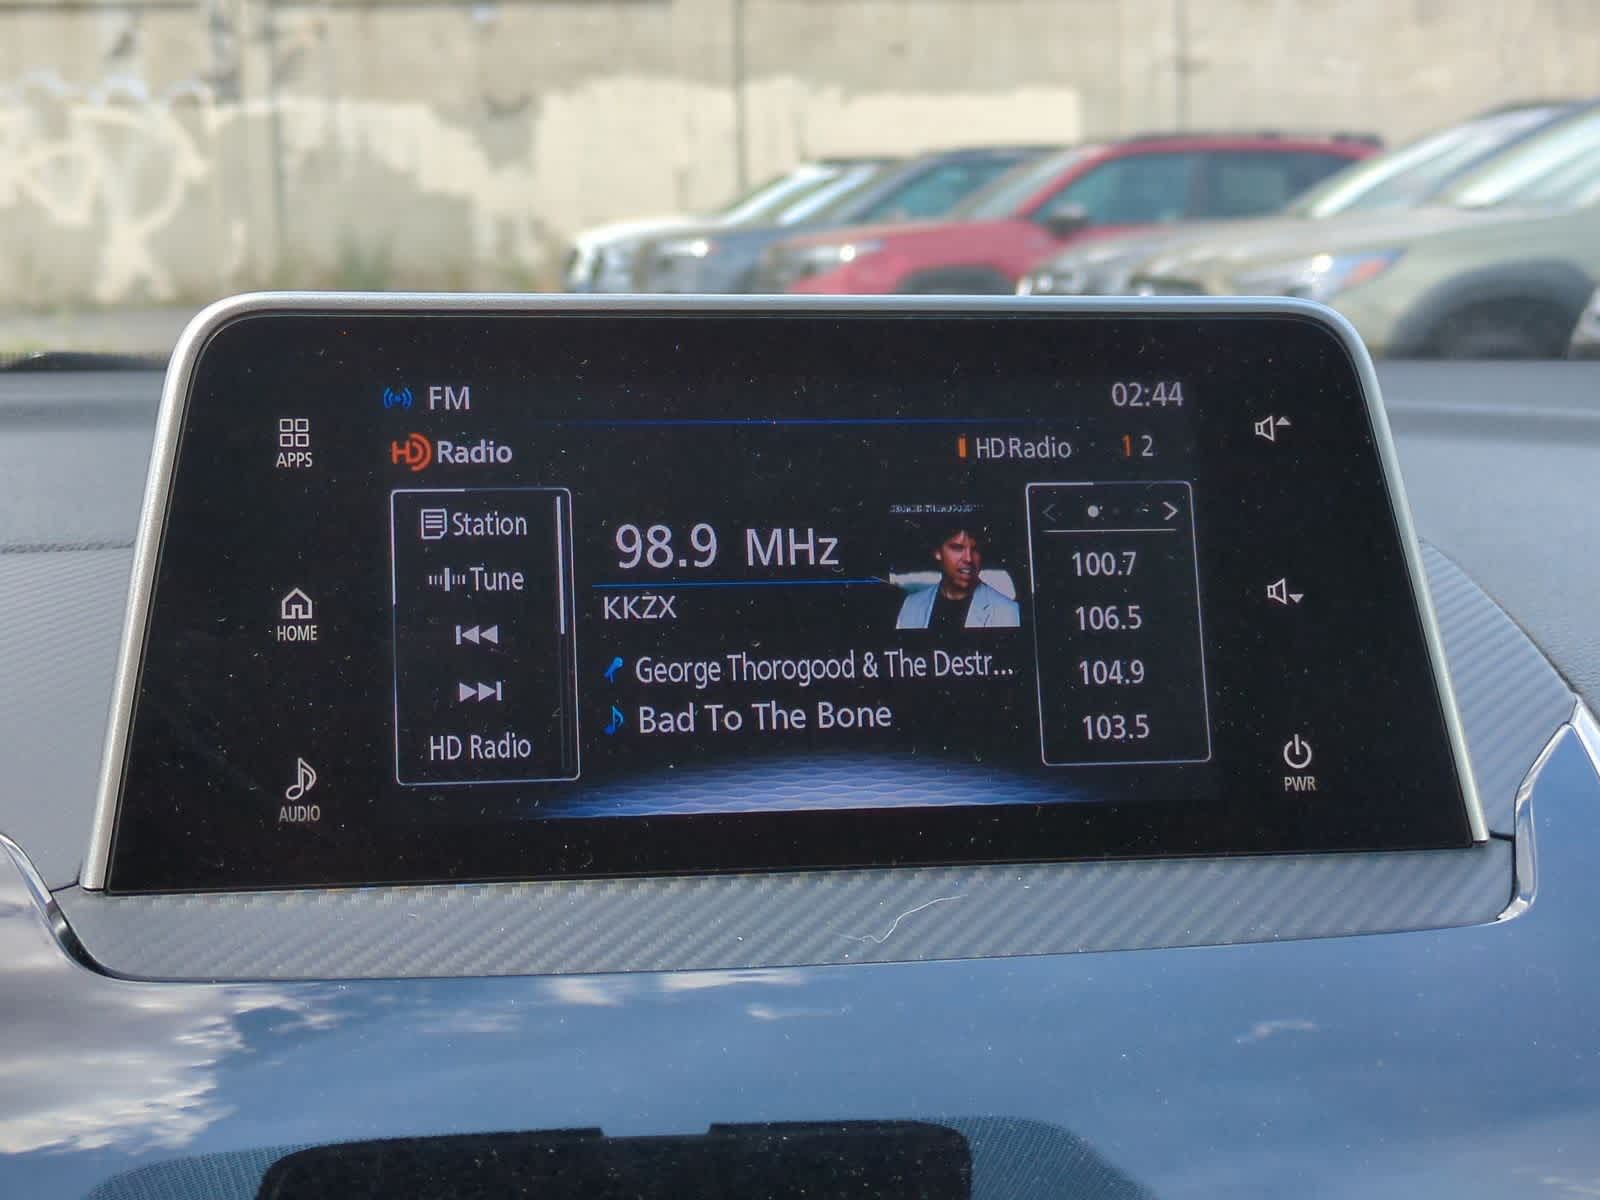 FM
02:44
HD Radio
HD Radio 1 2
APPS
HOME
AUDIO
Station
Tune
HD Radio
98.9 MHz
KKZX
George Thorogood & The Destr...
Bad To The Bone
100.7
106.5
104.9
103.5
PWR